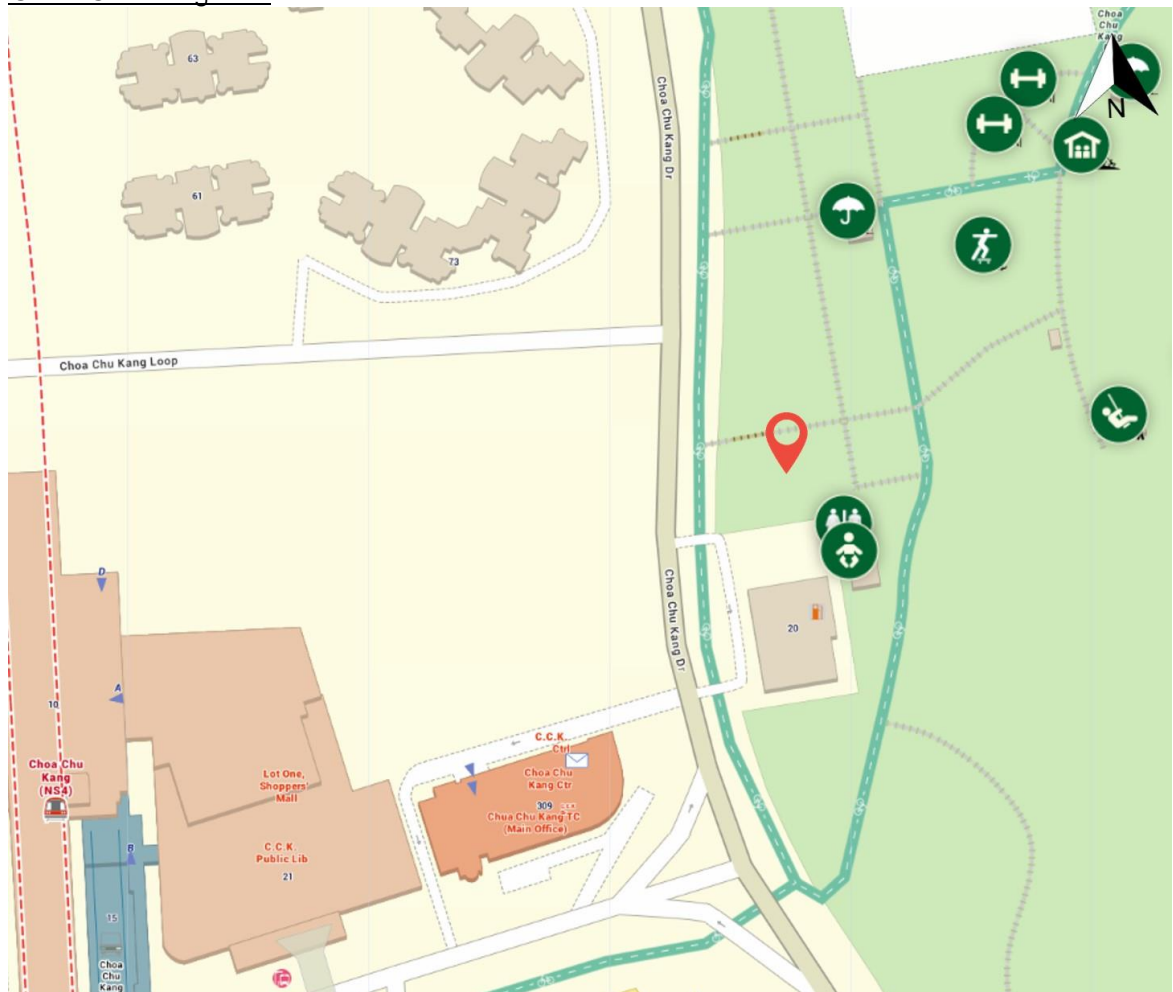 Choa
Chu
Kang
N
63
Choa Chu Kang Dr
61
73
Choa Chu Kang Loop
D
20
Choa Chu Kang Dr
A
10
C.C.K.
Ctrl
Choa Chu
Kang (NS4)
Lot One,
Shoppers'
Mall
Choa Chu
Kang Ctr
309
Chua Chu Kang TC
(Main Office)
B
C.C.K.
Public Lib
21
15
Choa
Chu
Kang